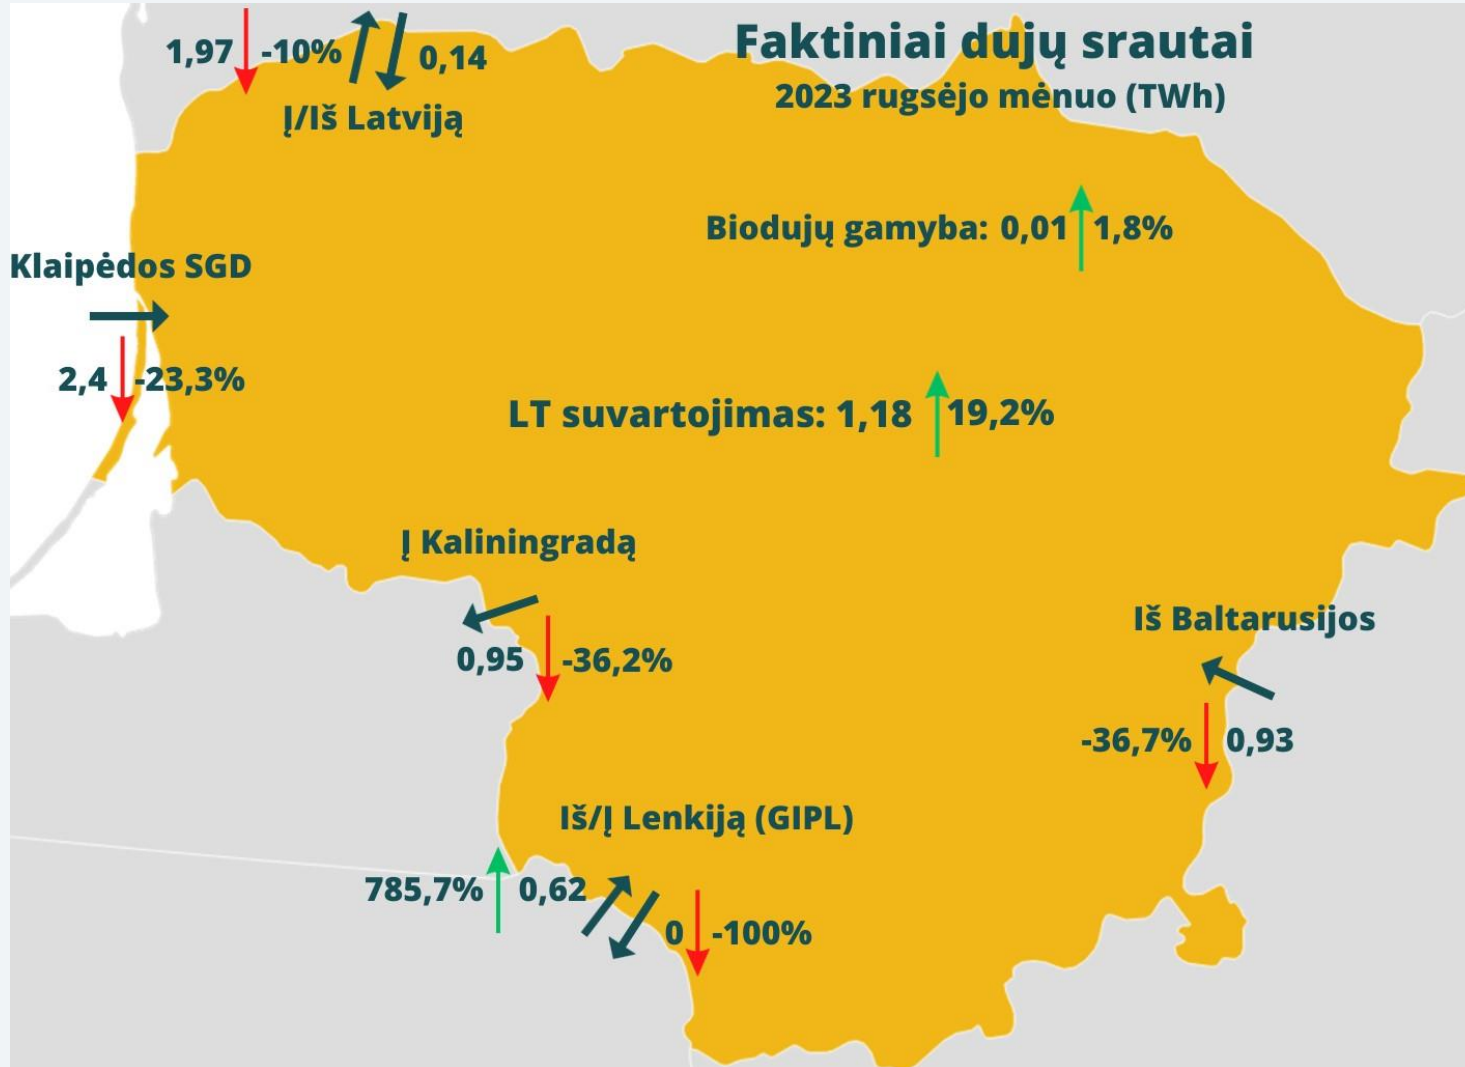 Faktiniai dujų srautai
2023 rugsėjo mėnuo (TWh)
1,97 -10%
0,14
Į/Iš Latviją
Biodujų gamyba: 0,01 1,8%
Klaipėdos SGD
2,4 -23,3%
LT suvartojimas: 1,18 19,2%
Į Kaliningradą
0,95 -36,2%
Iš Baltarusijos
-36,7% 0,93
Iš/Į Lenkiją (GIPL)
785,7% 0,62
0 -100%